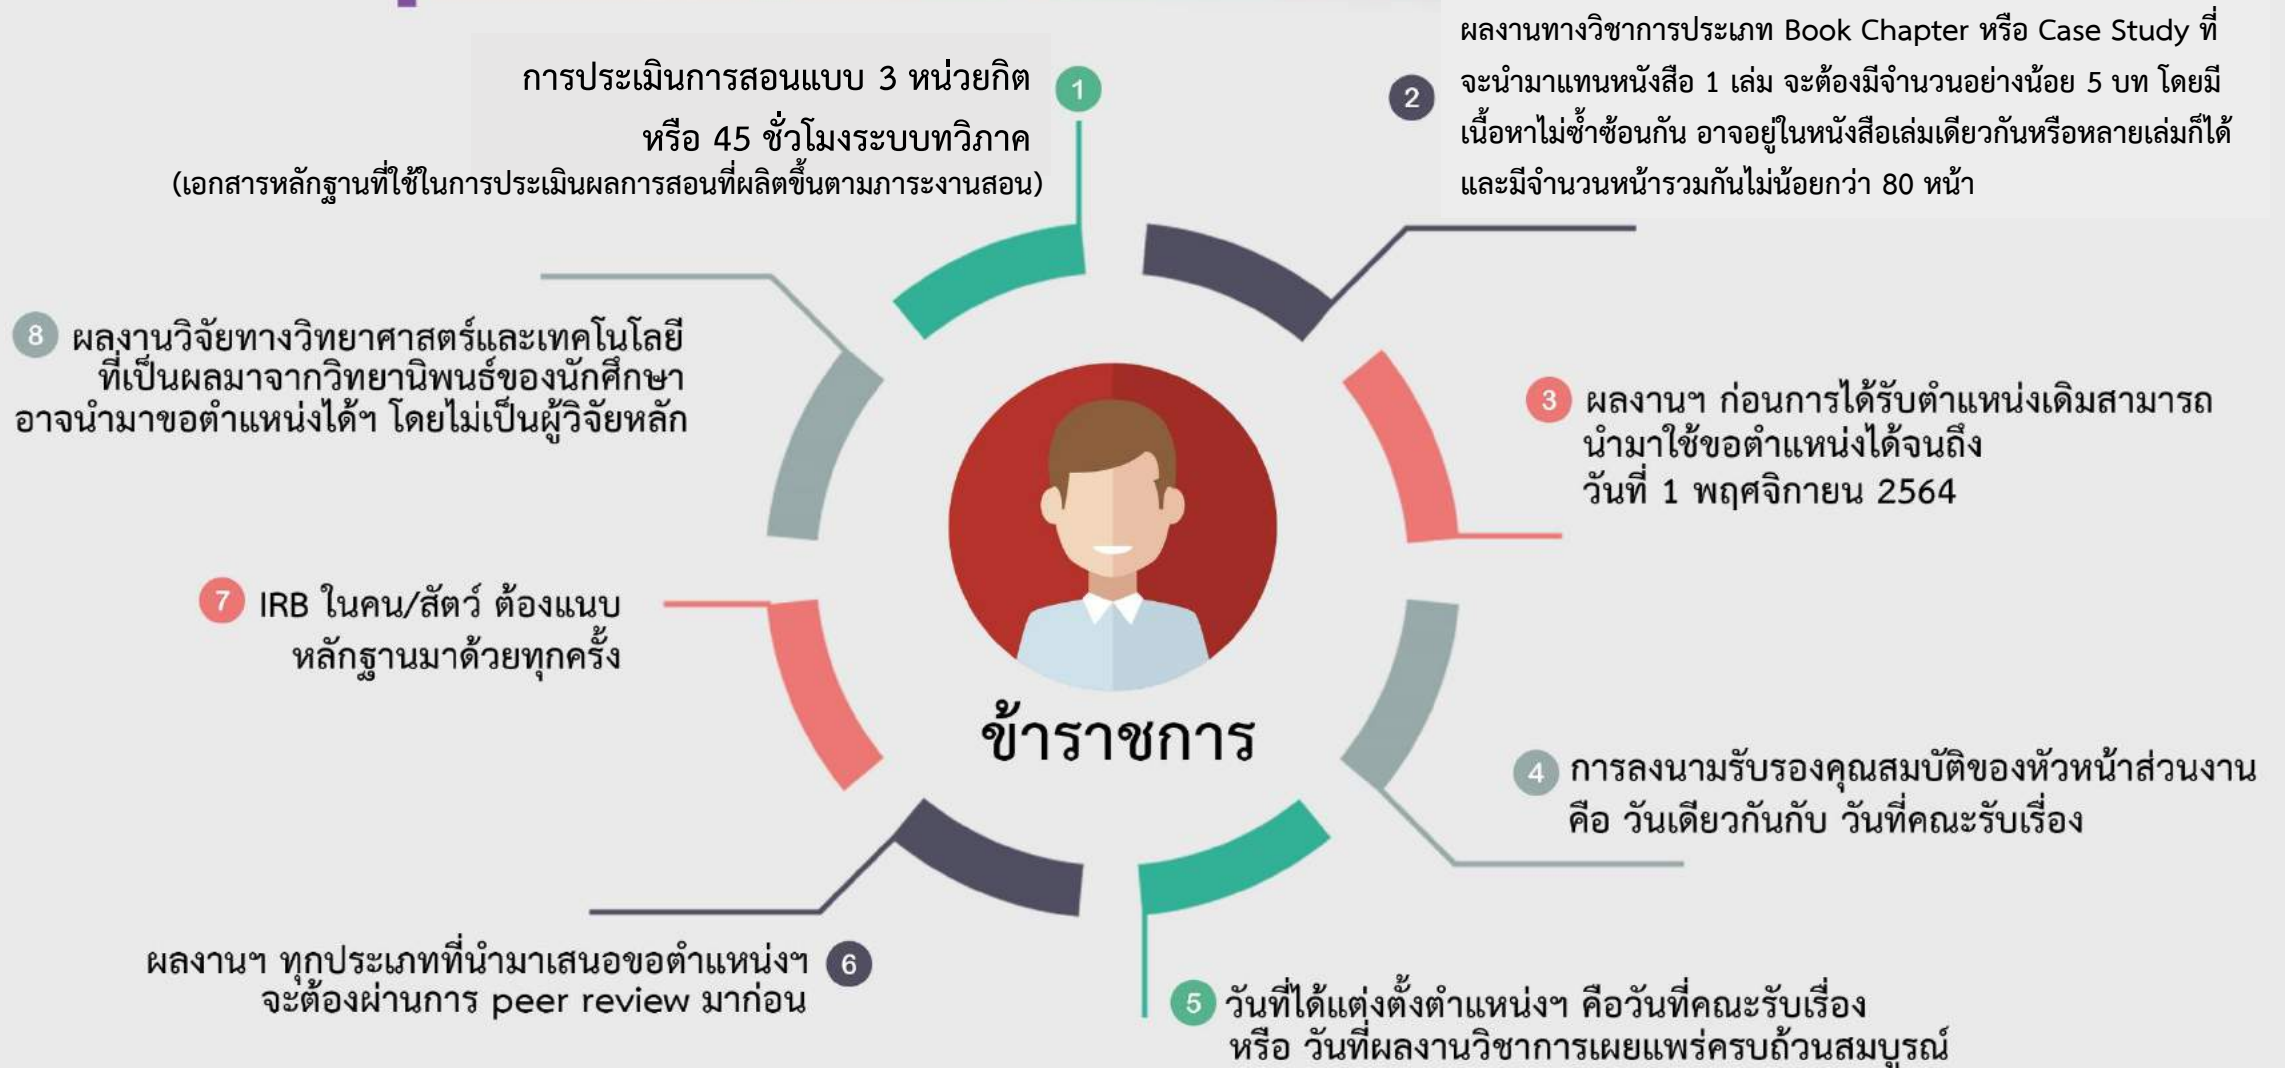 1
การประเมินการสอนแบบ 3 หน่วยกิต
หรือ 45 ชั่วโมงระบบทวิภาค
(เอกสารหลักฐานที่ใช้ในการประเมินผลการสอนที่ผลิตขึ้นตามภาระงานสอน)
2
ผลงานทางวิชาการประเภท Book Chapter หรือ Case Study ที่
จะนำมาแทนหนังสือ 1 เล่ม จะต้องมีจำนวนอย่างน้อย 5 บท โดยมี
เนื้อหาไม่ซ้ำซ้อนกัน อาจอยู่ในหนังสือเล่มเดียวกันหรือหลายเล่มก็ได้
และมีจำนวนหน้ารวมกันไม่น้อยกว่า 80 หน้า
3 ผลงานฯ ก่อนการได้รับตำแหน่งเดิมสามารถ
นำมาใช้ขอตำแหน่งได้จนถึง
วันที่ 1 พฤศจิกายน 2564
4 การลงนามรับรองคุณสมบัติของหัวหน้าส่วนงาน
คือ วันเดียวกันกับ วันที่คณะรับเรื่อง
5 วันที่ได้แต่งตั้งตำแหน่งฯ คือวันที่คณะรับเรื่อง
หรือ วันที่ผลงานวิชาการเผยแพร่ครบถ้วนสมบูรณ์
ผลงานฯ ทุกประเภทที่นำมาเสนอขอตำแหน่งฯ 6
จะต้องผ่านการ peer review มาก่อน
7 IRB ในคน/สัตว์ ต้องแนบ
หลักฐานมาด้วยทุกครั้ง
8 ผลงานวิจัยทางวิทยาศาสตร์และเทคโนโลยี
ที่เป็นผลมาจากวิทยานิพนธ์ของนักศึกษา
อาจนำมาขอตำแหน่งได้ฯ โดยไม่เป็นผู้วิจัยหลัก
ข้าราชการ